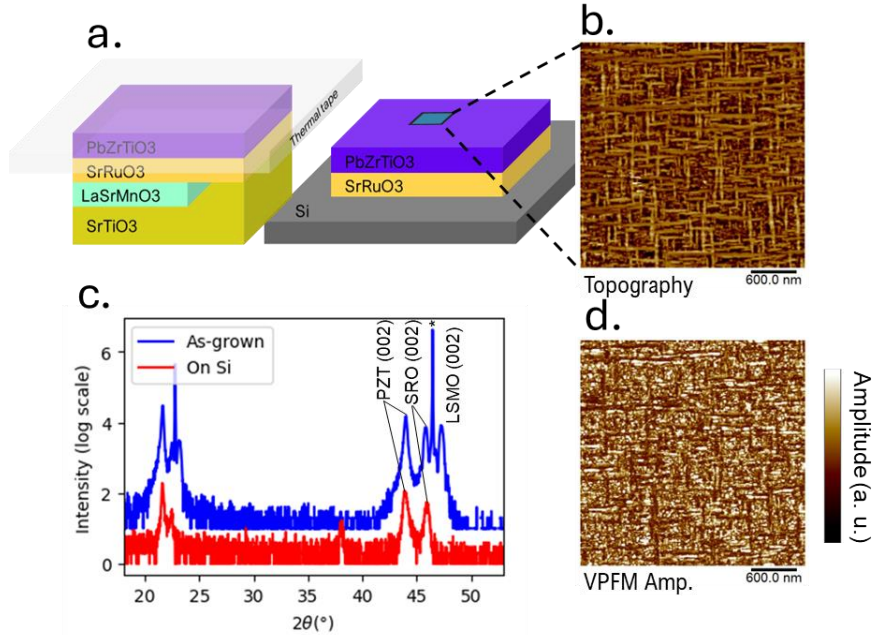 a.
Thermal tape
PbZrTiO3
SrRuO3
LaSrMnO3
SrTiO3
PbZrTiO3
SrRuO3
Si
b.
Topography
600.0 nm
c.
As-grown
On Si
PZT (002)
SRO (002)
*
LSMO (002)
Intensity (log scale)
6
4
2
0
20 25 30 35 40 45 50
2θ(°)
d.
VPFM Amp.
600.0 nm
Amplitude (a. u.)